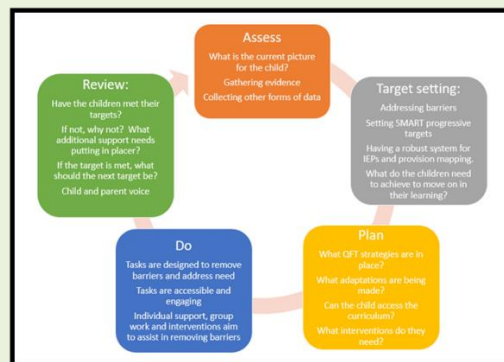 Assess
What is the current picture
for the child?
Gathering evidence
Collecting other forms of data
Target setting:
Addressing barriers
Setting SMART progressive
targets
Having a robust system for
IEPs and provision mapping.
What do the children need
to achieve to move on in
their learning?
Plan
What QFT strategies are in
place?
What adaptations are being
made?
Can the child access the
curriculum?
What interventions do they
need?
Do
Tasks are designed to remove
barriers and address need
Tasks are accessible and
engaging
Individual support, group
work and interventions aim
to assist in removing barriers
Review:
Have the children met their
targets?
If not, why not? What
additional support needs
putting in placer?
If the target is met, what
should the next target be?
Child and parent voice